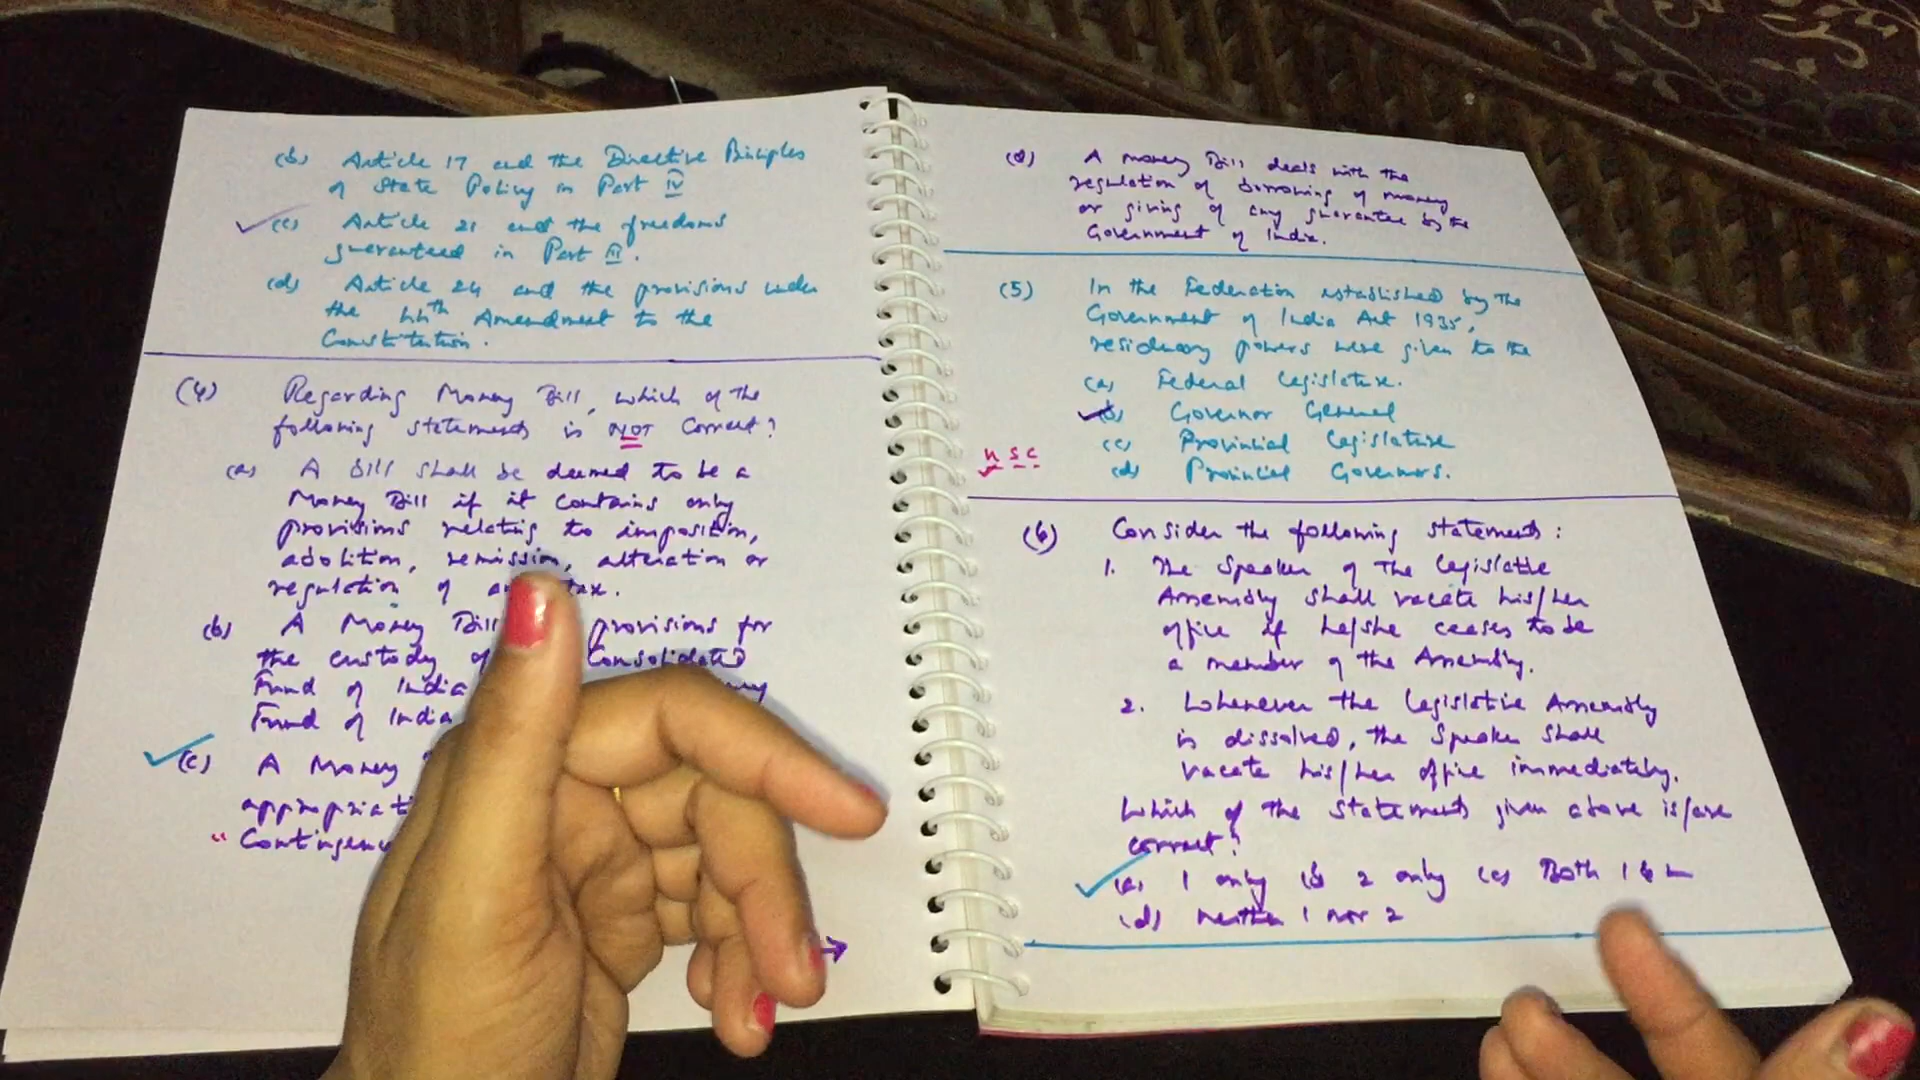 (b) Article 17 and the Directive Principles
of State Policy in Part IV
(c) Article 21 and the freedoms
guaranteed in Part III.
(d) Article 24 and the provisions under
the 44th Amendment to the
Constitution.
(4) Regarding Money Bill, which of the
following statements is NOT correct?
(a) A bill shall be deemed to be a
Money Bill if it contains only
provisions relating to imposition,
abolition, remission, alteration or
regulation of tax.
(b) A Money Bill provisions for
the custody of Consolidated
Fund of India
Fund of India
(c) A Money
(d) A money Bill deals with the
regulation of borrowing of money
or giving of any guarantee by the
Government of India.
(5) In the Federation established by the
Government of India Act 1935,
residuary powers were given to the
(a) Federal Legislature.
(b) Governor General
(c) Provincial Legislature
(d) Provincial Governors.
(6) Consider the following statements:
1. The Speaker of the Legislative
Assembly shall vacate his/her
office if he/she ceases to be
a member of the Assembly.
2. Whenever the Legislative Assembly
is dissolved, the Speaker shall
vacate his/her office immediately.
Which of the statements given above is/are
correct?
(a) 1 only (b) 2 only (c) Both 1 & 2
(d) Neither 1 nor 2